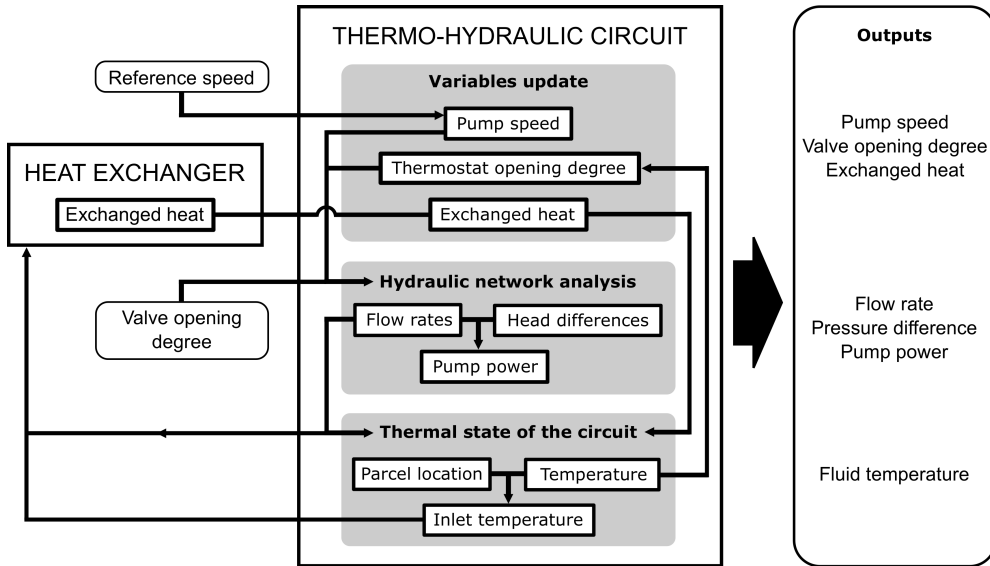 THERMO-HYDRAULIC CIRCUIT
Reference speed
Variables update
Pump speed
Thermostat opening degree
HEAT EXCHANGER
Exchanged heat
Exchanged heat
Valve opening
degree
Hydraulic network analysis
Flow rates
Head differences
Pump power
Thermal state of the circuit
Parcel location
Temperature
Inlet temperature
Outputs
Pump speed
Valve opening degree
Exchanged heat
Flow rate
Pressure difference
Pump power
Fluid temperature